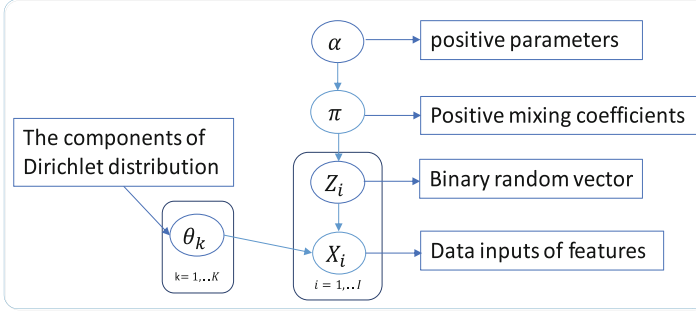 α
positive parameters
π
Positive mixing coefficients
The components of
Dirichlet distribution
Z_i
Binary random vector
θ_k
X_i
Data inputs of features
k= 1,..K
i = 1,..I